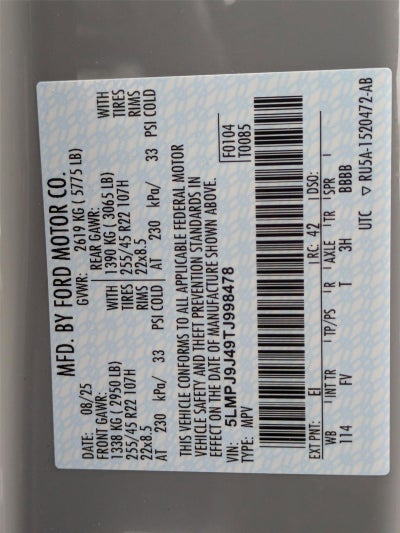 MFD. BY FORD MOTOR CO.
DATE: 08/25 GVWR: 2619 KG ( 5775 LB)
FRONT GAWR: REAR GAWR:
1338 KG ( 2950 LB) WITH 1390 KG ( 3065 LB) WITH
255/45 R22 107H TIRES 255/45 R22 107H TIRES
22x8.5 RIMS 22x8.5 RIMS
AT 230 kPa/ 33 PSI COLD AT 230 kPa/ 33 PSI COLD
THIS VEHICLE CONFORMS TO ALL APPLICABLE FEDERAL MOTOR
VEHICLE SAFETY AND THEFT PREVENTION STANDARDS IN
EFFECT ON THE DATE OF MANUFACTURE SHOWN ABOVE.
VIN: 5LMPJ9J49TJ998478 F0104
TYPE: MPV T0085
EXT PNT: EI RC: 42 DSO:
WB INT TR TP/PS R AXLE TR SPR
114 FV T 3H BBBB
UTC ▽ RU5A-1520472-AB